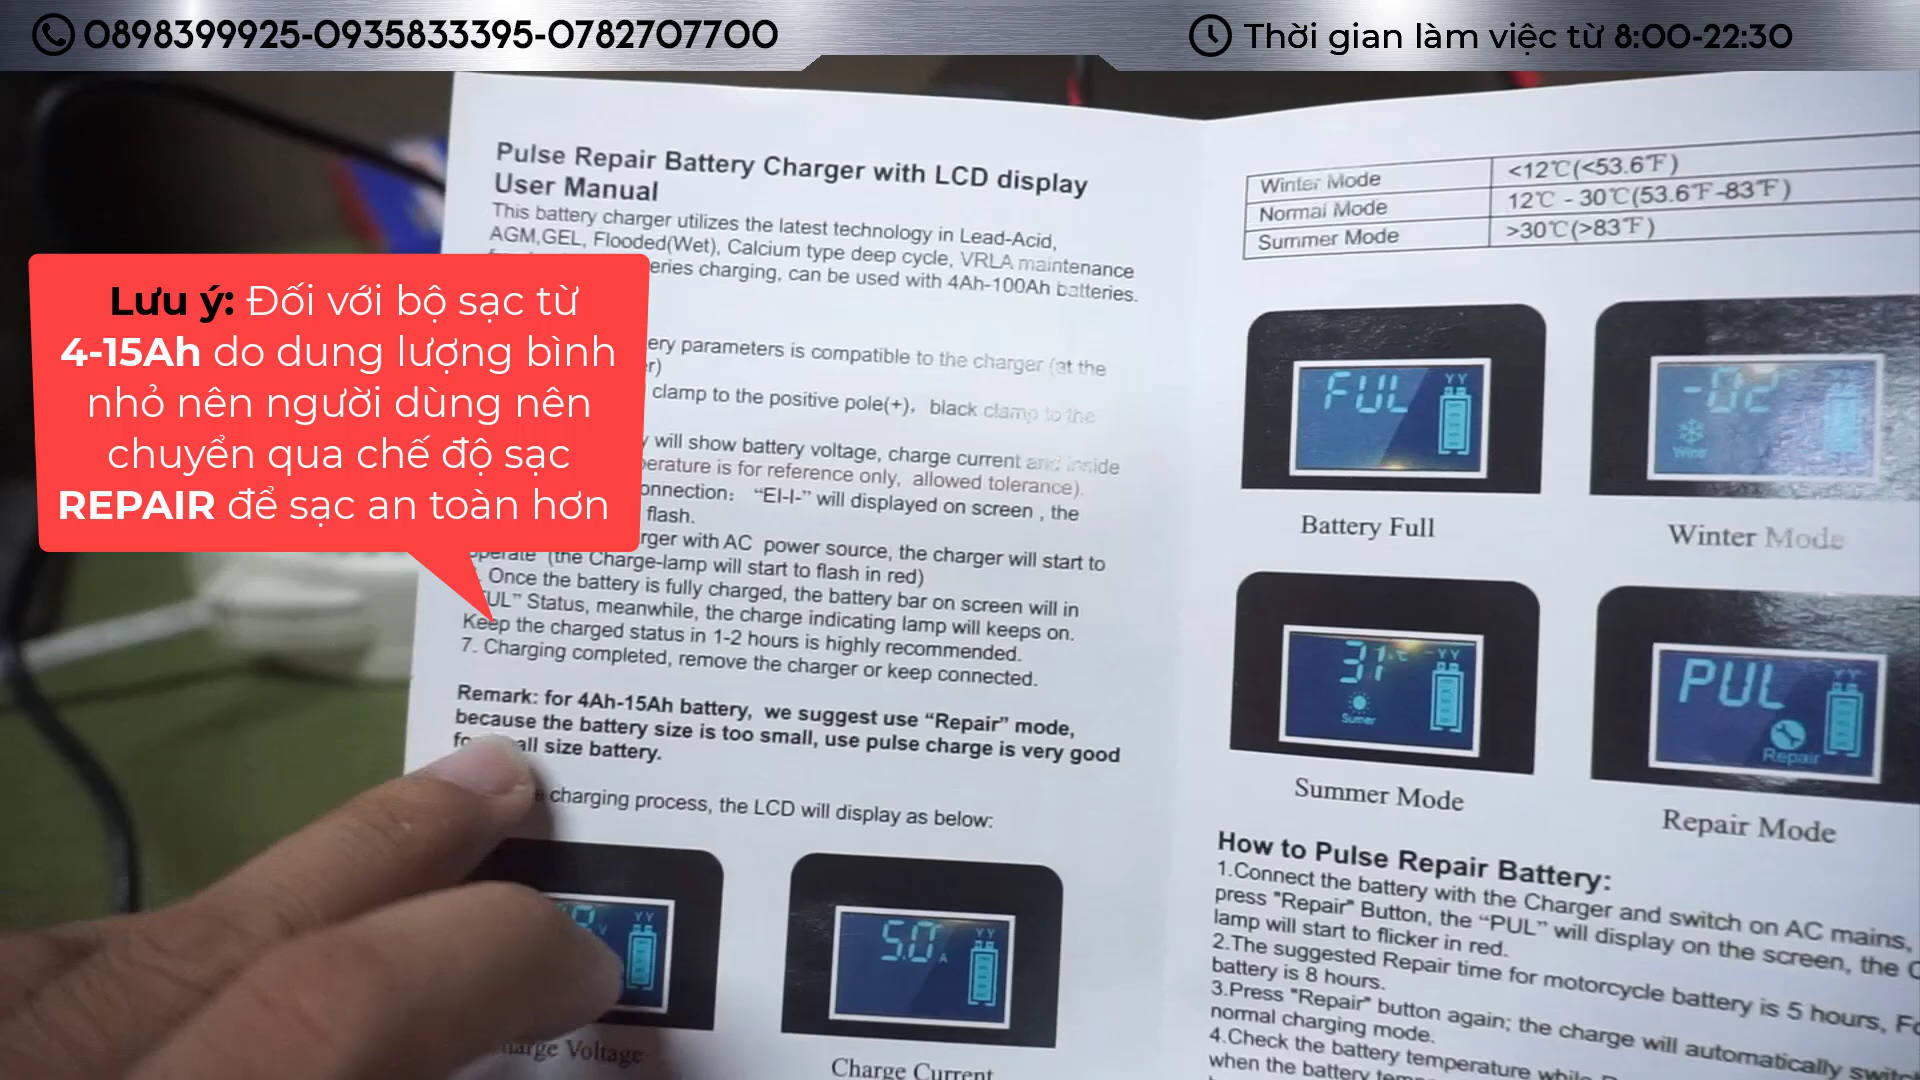 0898399925-0935833395-0782707700
Thời gian làm việc từ 8:00-22:30
Lưu ý: Đối với bộ sạc từ
4-15Ah do dung lượng bình
nhỏ nên người dùng nên
chuyển qua chế độ sạc
REPAIR để sạc an toàn hơn
Pulse Repair Battery Charger with LCD display
User Manual
This battery charger utilizes the latest technology in Lead-Acid,
AGM,GEL, Flooded(Wet), Calcium type deep cycle, VRLA maintenance
charging, can be used with 4Ah-100Ah batteries.
parameters is compatible to the charger (at the
clamp to the positive pole(+), black clamp to the
will show battery voltage, charge current and inside
is for reference only, allowed tolerance).
“EI-I-” will displayed on screen , the
flash.
with AC power source, the charger will start to
operate (the Charge-lamp will start to flash in red)
Once the battery is fully charged, the battery bar on screen will in
Status, meanwhile, the charge indicating lamp will keeps on.
Keep the charged status in 1-2 hours is highly recommended.
7. Charging completed, remove the charger or keep connected.
Remark: for 4Ah-15Ah battery, we suggest use “Repair” mode,
because the battery size is too small, use pulse charge is very good
size battery.
charging process, the LCD will display as below:
V
5.0 A
Voltage
Charge Current
Winter Mode <12℃(<53.6℉)
Normal Mode 12℃ - 30℃(53.6℉-83℉)
Summer Mode >30℃(>83℉)
FUL
-02
Battery Full
Winter Mode
31 ℃
Sumer
PUL
Repair
Summer Mode
Repair Mode
How to Pulse Repair Battery:
1.Connect the battery with the Charger and switch on AC mains,
press "Repair" Button, the “PUL” will display on the screen, the
lamp will start to flicker in red.
2.The suggested Repair time for motorcycle battery is 5 hours,
battery is 8 hours.
3.Press "Repair" button again; the charge will automatically
normal charging mode.
4.Check the battery temperature while
when the battery